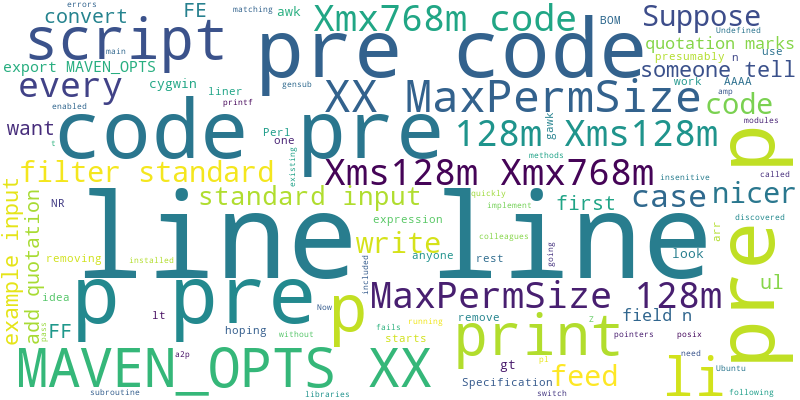 errors matching
convert FE awk Xmx768m code BOM Suppose Undefined
script main pre code quotation marks
export MAVEN_OPTS gensub presumably n use
every cygwin liner XX MaxPermSize someone tell
printf work AAAA
enabled amp code
want code pre Perl 128m Xms128m gawk modules
one t methods called
filter standard existing Xms128m Xmx768m insenitive p
example input NR standard input quickly first case nicer
add quotation line line implement discovered
expression colleagues arr
removing write going look pre
installed anyone rest
idea p pre included p MaxPermSize 128m ul
FF lt Now field n
hoping without remove z
pass fails print pointers posix
starts running need
MAVEN_OPTS XX a2p gt pl Ubuntu
Specification feed li
switch following
subroutine libraries